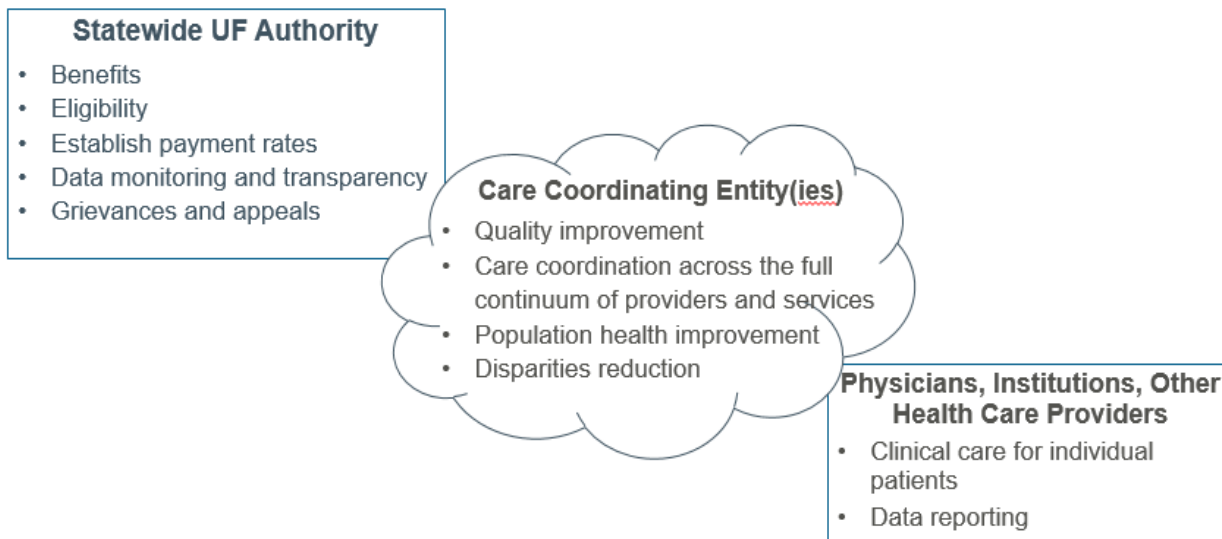 Statewide UF Authority
• Benefits
• Eligibility
• Establish payment rates
• Data monitoring and transparency
• Grievances and appeals
Care Coordinating Entity(ies)
• Quality improvement
• Care coordination across the full
continuum of providers and services
• Population health improvement
• Disparities reduction
Physicians, Institutions, Other
Health Care Providers
• Clinical care for individual
patients
• Data reporting